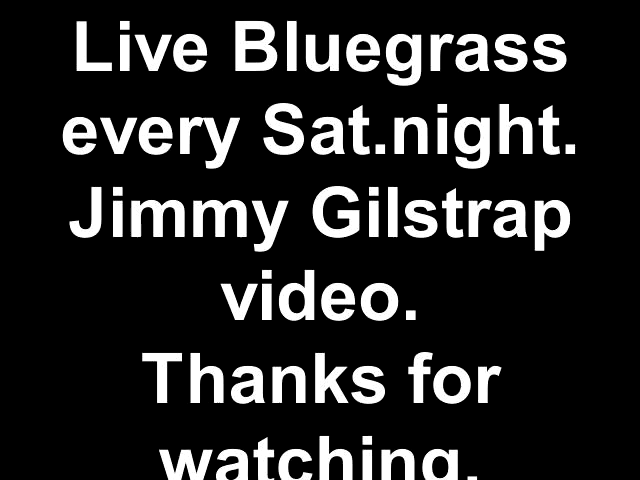 Live Bluegrass
every Sat.night.
Jimmy Gilstrap
video.
Thanks for
watching.